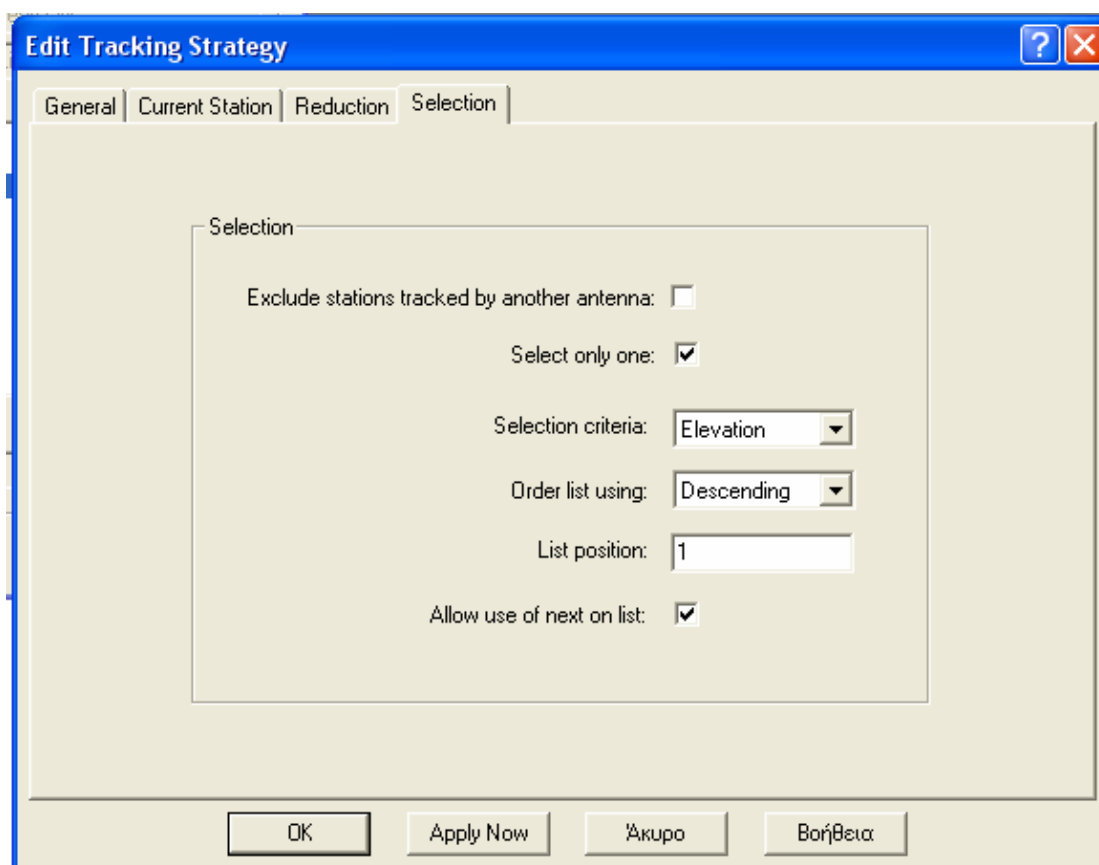 Edit Tracking Strategy
General Current Station Reduction Selection
Selection
Exclude stations tracked by another antenna:
Select only one:
Selection criteria: Elevation
Order list using: Descending
List position: 1
Allow use of next on list:
OK Apply Now Άκυρο Βοήθεια